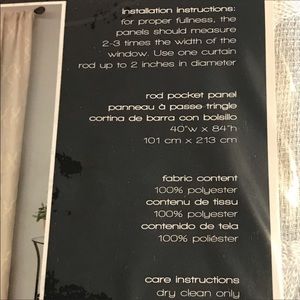 installation instructions:
for proper fullness, the
panels should measure
2-3 times the width of the
window. Use one curtain
rod up to 2 inches in diameter
rod pocket panel
panneau à passe-tringle
cortina de barra con bolsillo
40"w x 84"h
101 cm x 213 cm
fabric content
100% polyester
contenu de tissu
100% polyester
contenido de tela
100% poliéster
care instructions
dry clean only